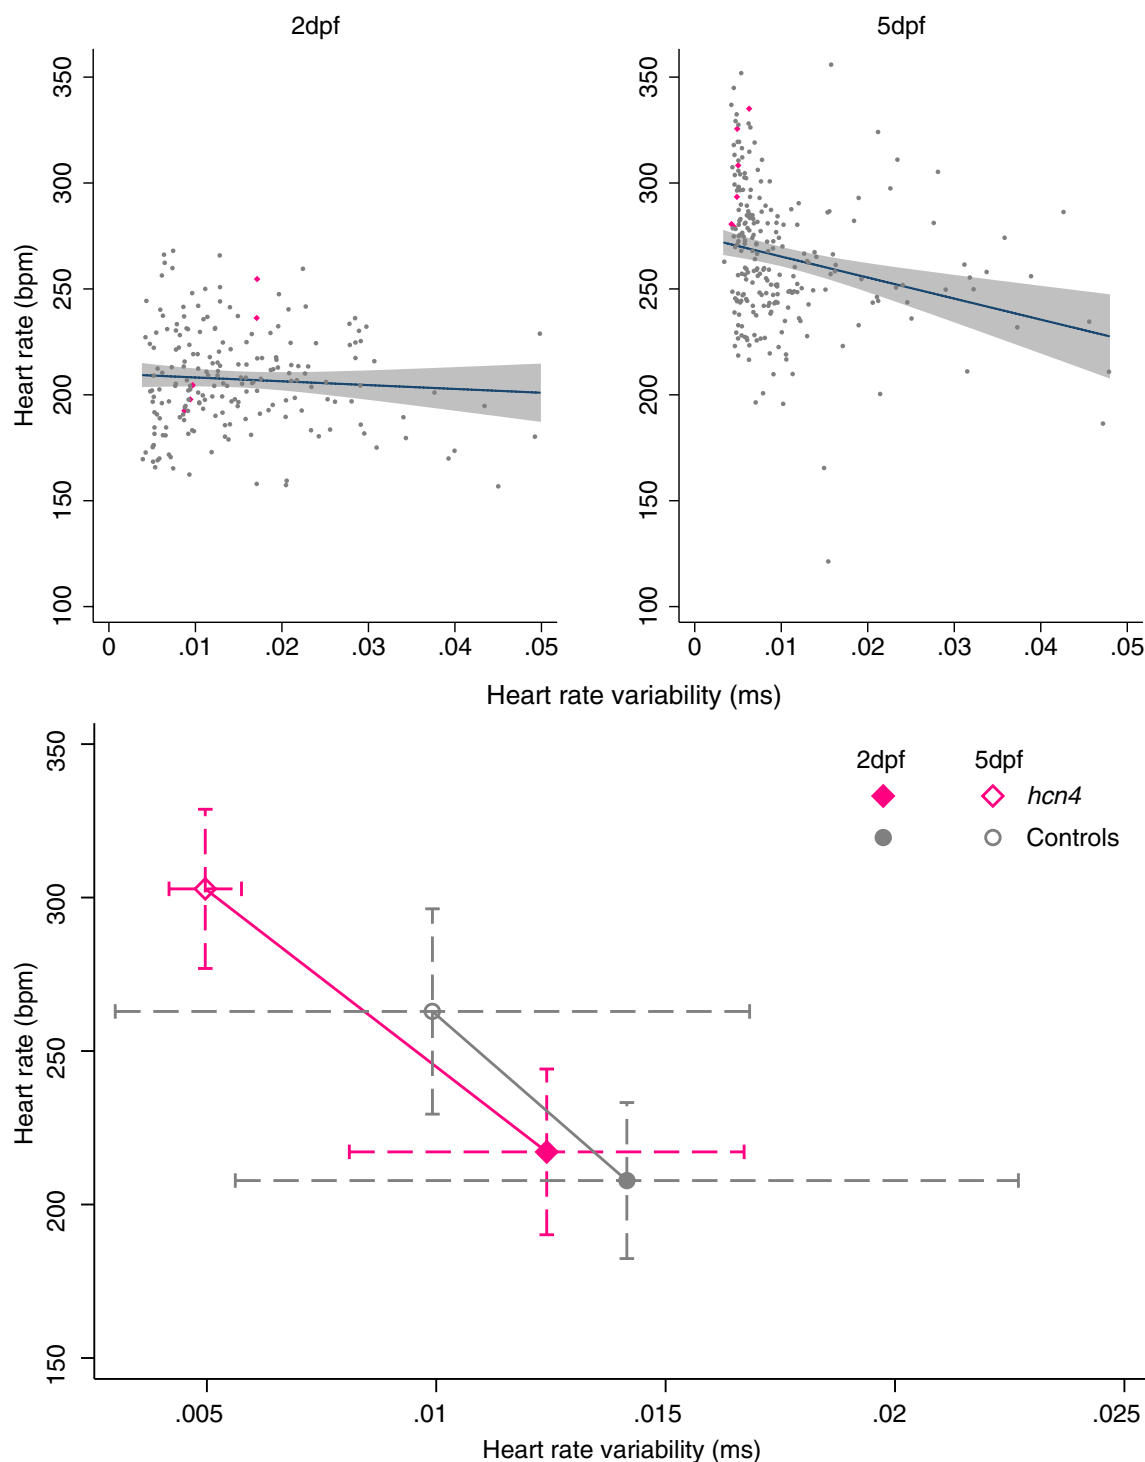 2dpf 5dpf
Heart rate (bpm)
350
300
250
200
150
100
0 .01 .02 .03 .04 .05
350
300
250
200
150
100
0 .01 .02 .03 .04 .05
Heart rate variability (ms)
2dpf 5dpf
hcn4
Controls
Heart rate (bpm)
350
300
250
200
150
.005 .01 .015 .02 .025
Heart rate variability (ms)